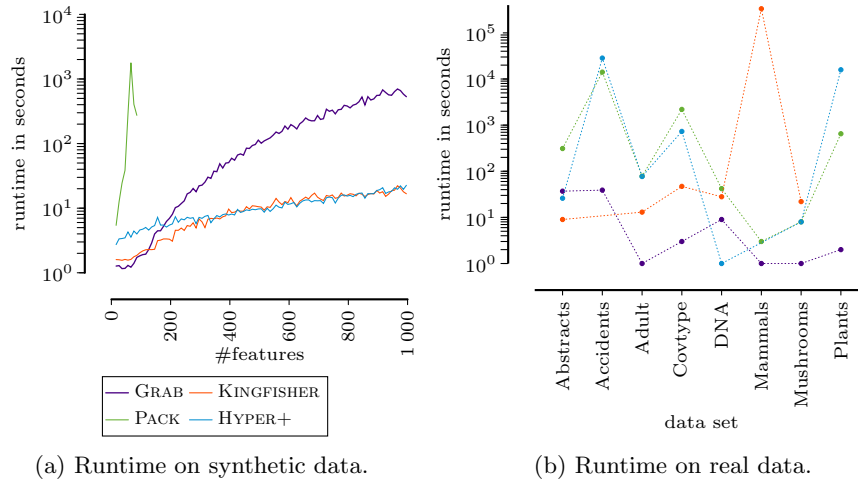 10^4
10^3
10^2
10^1
10^0
runtime in seconds
0
200
400
600
800
1 000
#features
GRAB
KINGFISHER
PACK
HYPER+
(a) Runtime on synthetic data.
10^5
10^4
10^3
10^2
10^1
10^0
runtime in seconds
Abstracts
Accidents
Adult
Covtype
DNA
Mammals
Mushrooms
Plants
data set
(b) Runtime on real data.